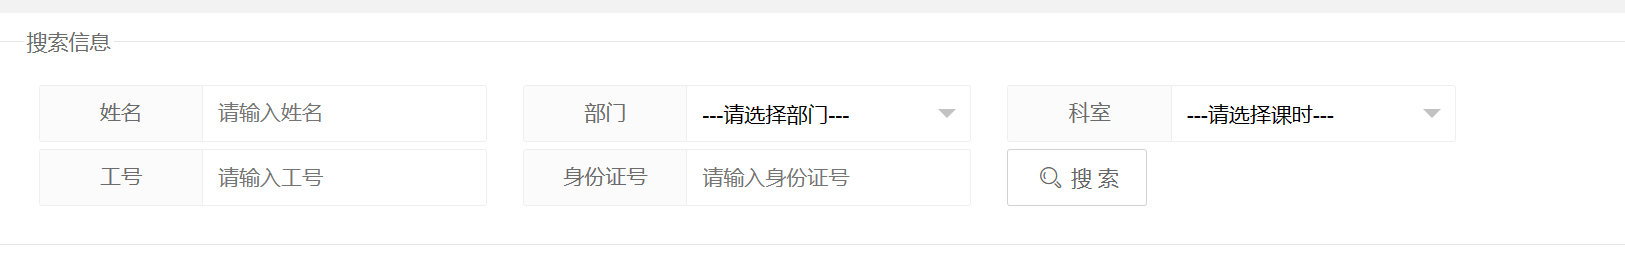 搜索信息
姓名 请输入姓名 部门 ---请选择部门--- 科室 ---请选择课时---
工号 请输入工号 身份证号 请输入身份证号 搜 索